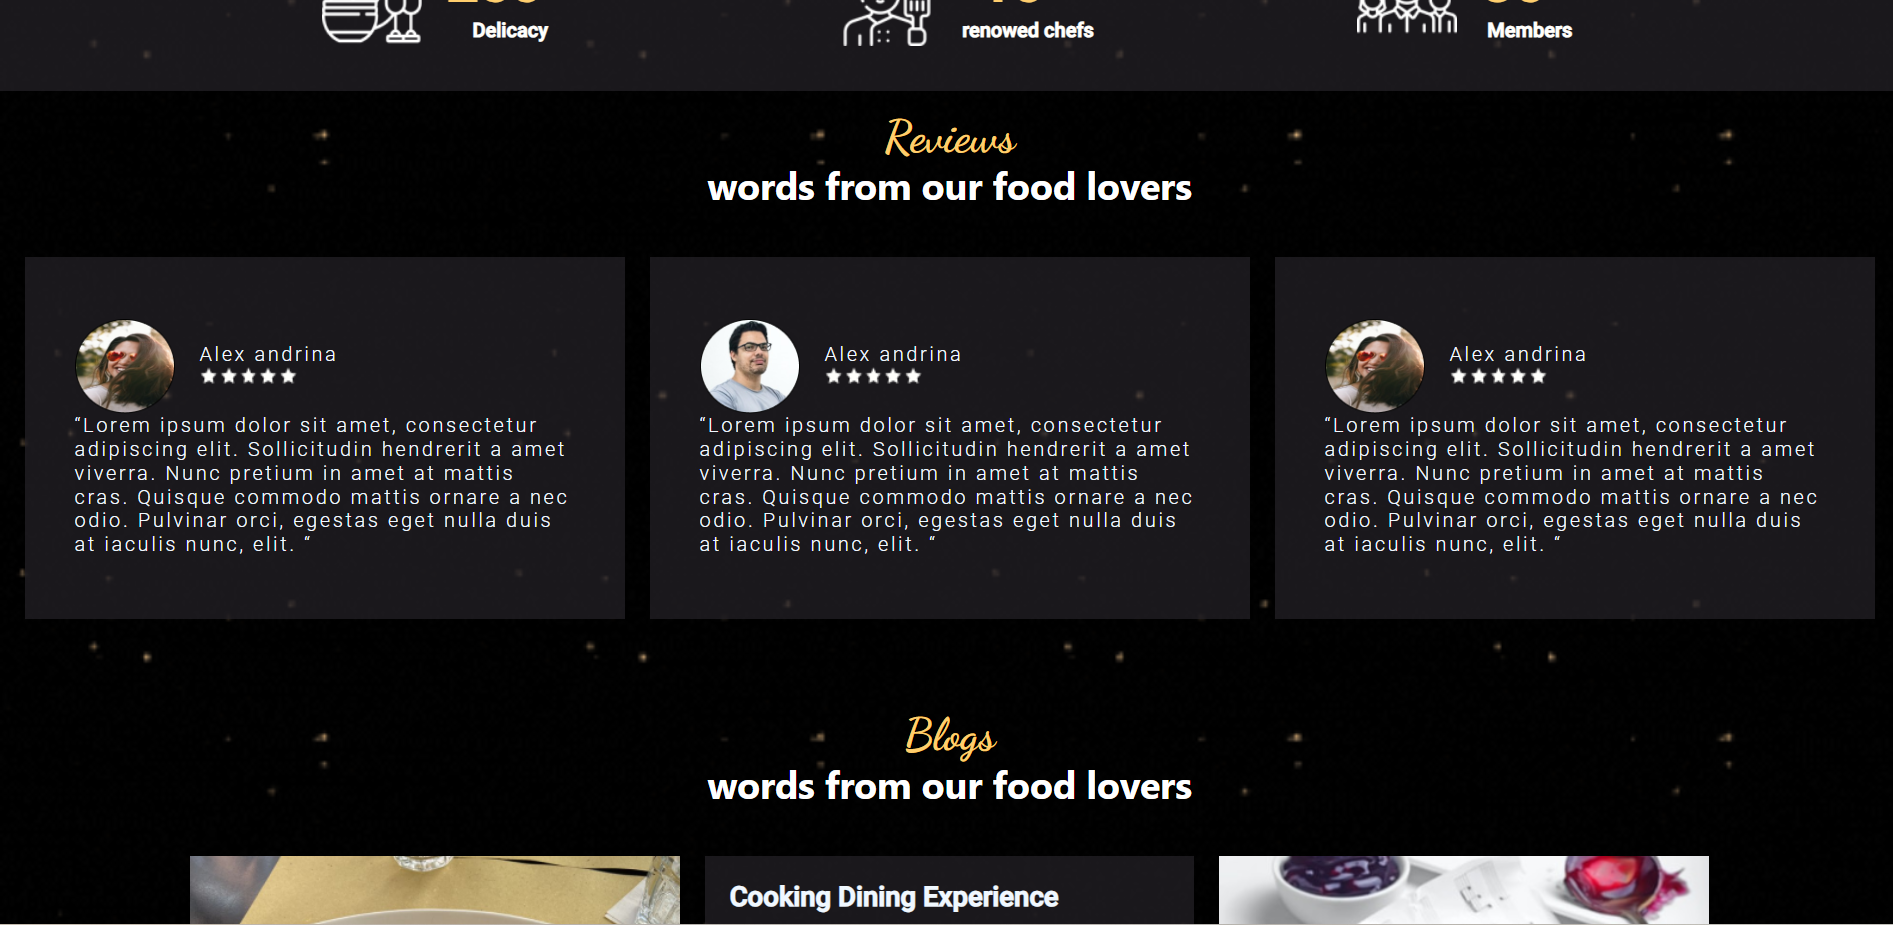 Delicacy
renowed chefs
Members
Reviews
words from our food lovers
Alex andrina
“Lorem ipsum dolor sit amet, consectetur
adipiscing elit. Sollicitudin hendrerit a amet
viverra. Nunc pretium in amet at mattis
cras. Quisque commodo mattis ornare a nec
odio. Pulvinar orci, egestas eget nulla duis
at iaculis nunc, elit. “
Alex andrina
“Lorem ipsum dolor sit amet, consectetur
adipiscing elit. Sollicitudin hendrerit a amet
viverra. Nunc pretium in amet at mattis
cras. Quisque commodo mattis ornare a nec
odio. Pulvinar orci, egestas eget nulla duis
at iaculis nunc, elit. “
Alex andrina
“Lorem ipsum dolor sit amet, consectetur
adipiscing elit. Sollicitudin hendrerit a amet
viverra. Nunc pretium in amet at mattis
cras. Quisque commodo mattis ornare a nec
odio. Pulvinar orci, egestas eget nulla duis
at iaculis nunc, elit. “
Blogs
words from our food lovers
Cooking Dining Experience